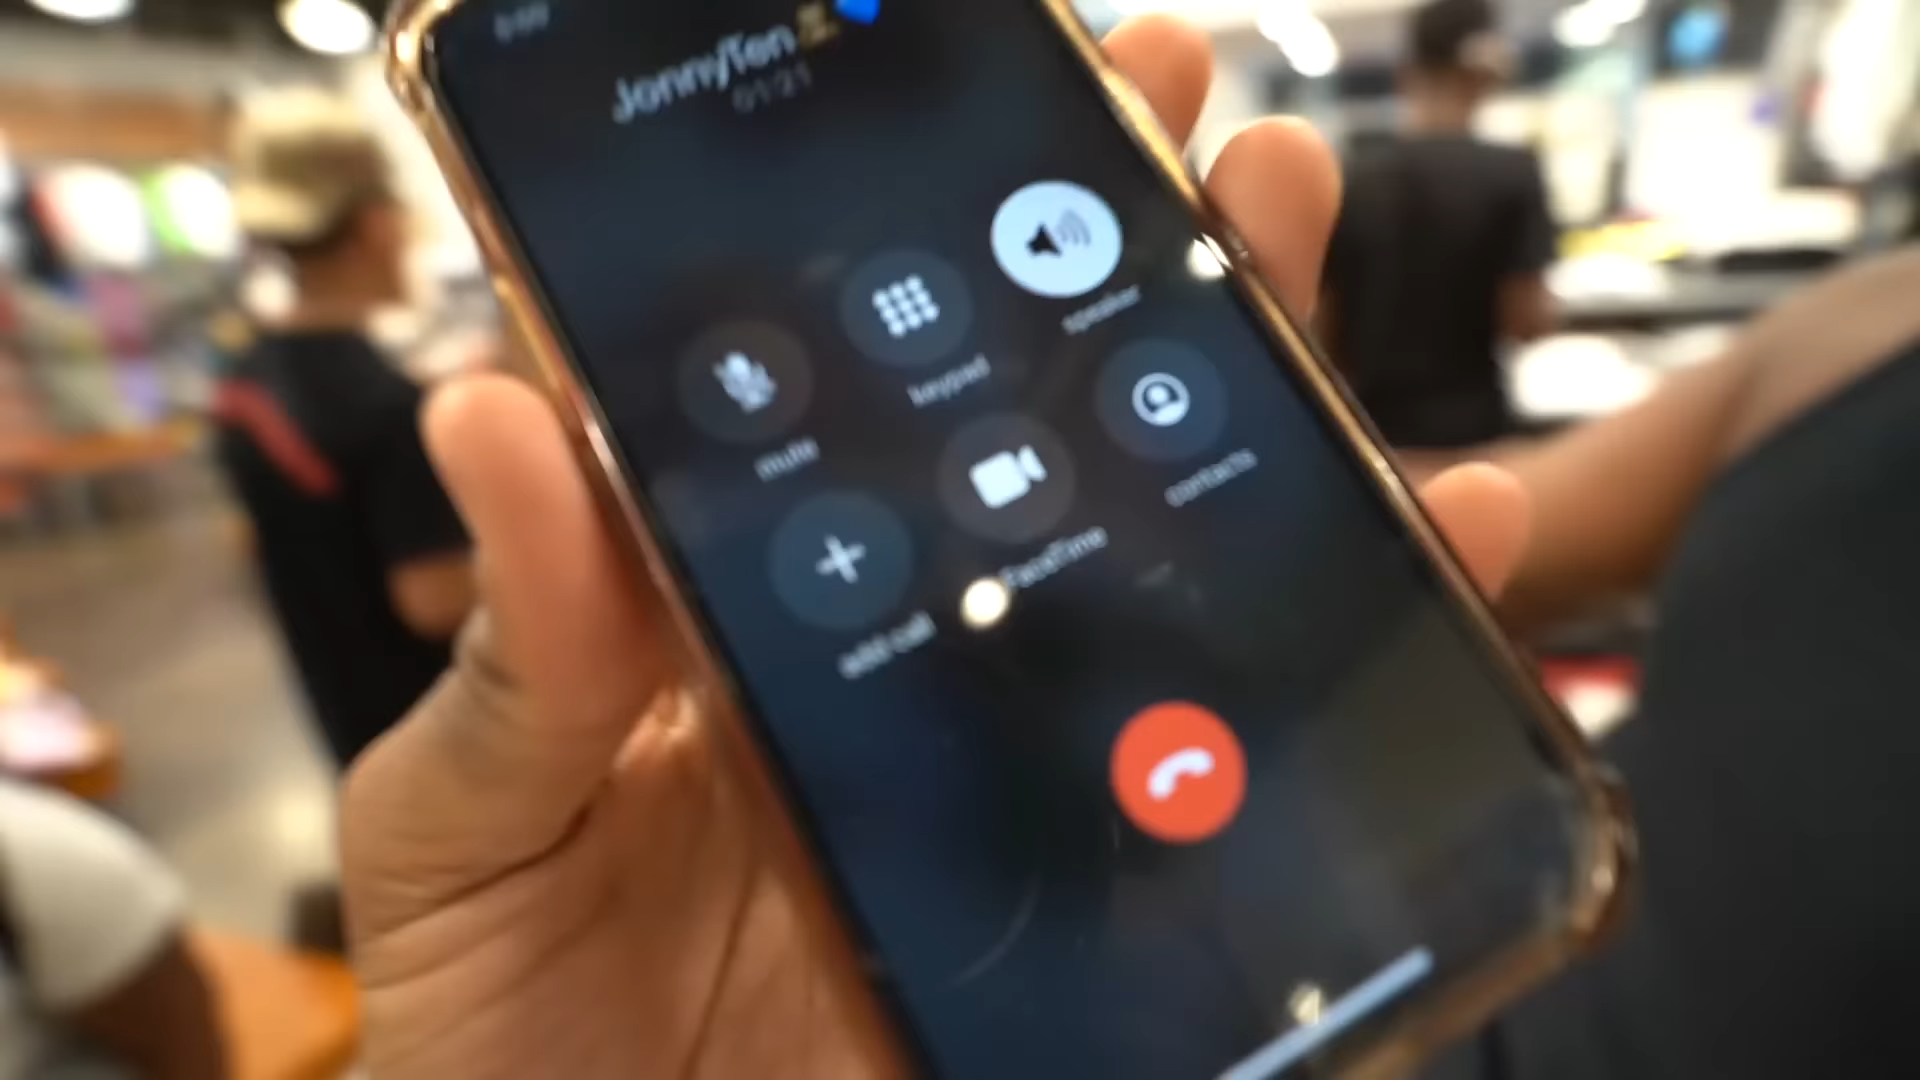 JonnyTen
01:21
speaker
keypad
mute
contacts
FaceTime
add call